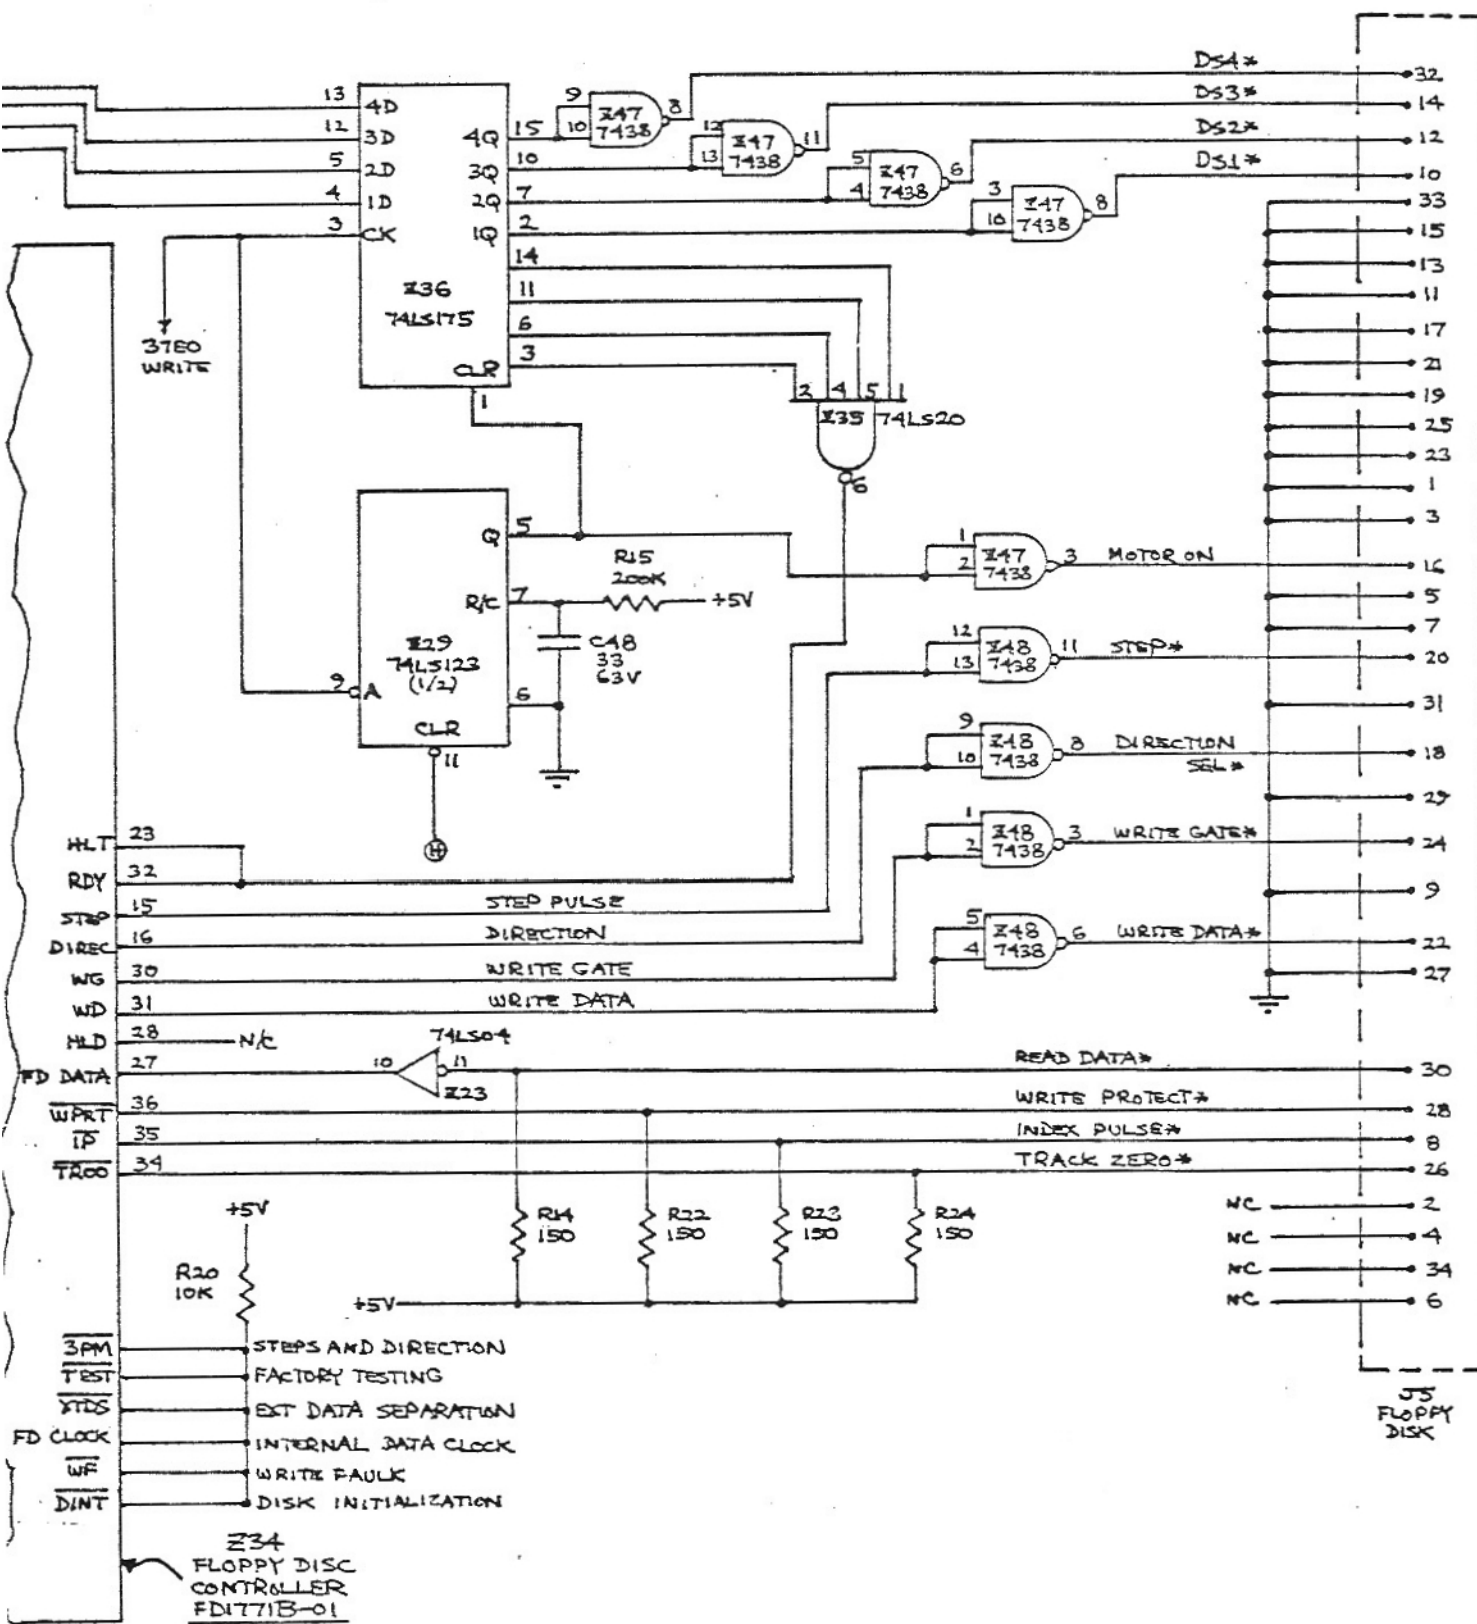 DS4*
32
DS3*
14
DS2*
12
DS1*
10
33
15
13
11
17
21
19
25
23
1
3
13 4D
12 3D
5 2D
4 1D
3 CK
4Q 15
3Q 10
2Q 7
1Q 2
14
11
6
3
CLR
1
Z36
74LS175
9
10
Z47
7438
8
12
13
Z47
7438
11
5
4
Z47
7438
6
3
10
Z47
7438
8
37E0
WRITE
2 4 5 1
Z35 74LS20
6
Q 5
R15
200K
+5V
R/C 7
Z29
74LS123
(1/2)
C48
33
63V
9 A
6
CLR
11
H
1
2
Z47
7438
3 MOTOR ON
16
5
7
12
13
Z48
7438
11 STEP*
20
31
9
10
Z48
7438
8 DIRECTION
SEL*
18
29
1
2
Z48
7438
3 WRITE GATE*
24
9
5
4
Z48
7438
6 WRITE DATA*
22
27
HLT 23
RDY 32
STEP 15 STEP PULSE
DIREC 16 DIRECTION
WG 30 WRITE GATE
WD 31 WRITE DATA
HLD 28 N/C
FD DATA 27
10
74LS04
11
Z23
READ DATA*
30
WPRT 36
WRITE PROTECT*
28
IP 35
INDEX PULSE*
8
TR00 34
TRACK ZERO*
26
+5V
R20
10K
R14
150
R22
150
R23
150
R24
150
+5V
NC 2
NC 4
NC 34
NC 6
3PM STEPS AND DIRECTION
TEST FACTORY TESTING
XTDS EXT DATA SEPARATION
FD CLOCK INTERNAL DATA CLOCK
WF WRITE FAULK
DINT DISK INITIALIZATION
J5
FLOPPY
DISK
Z34
FLOPPY DISC
CONTROLLER
FD1771B-01